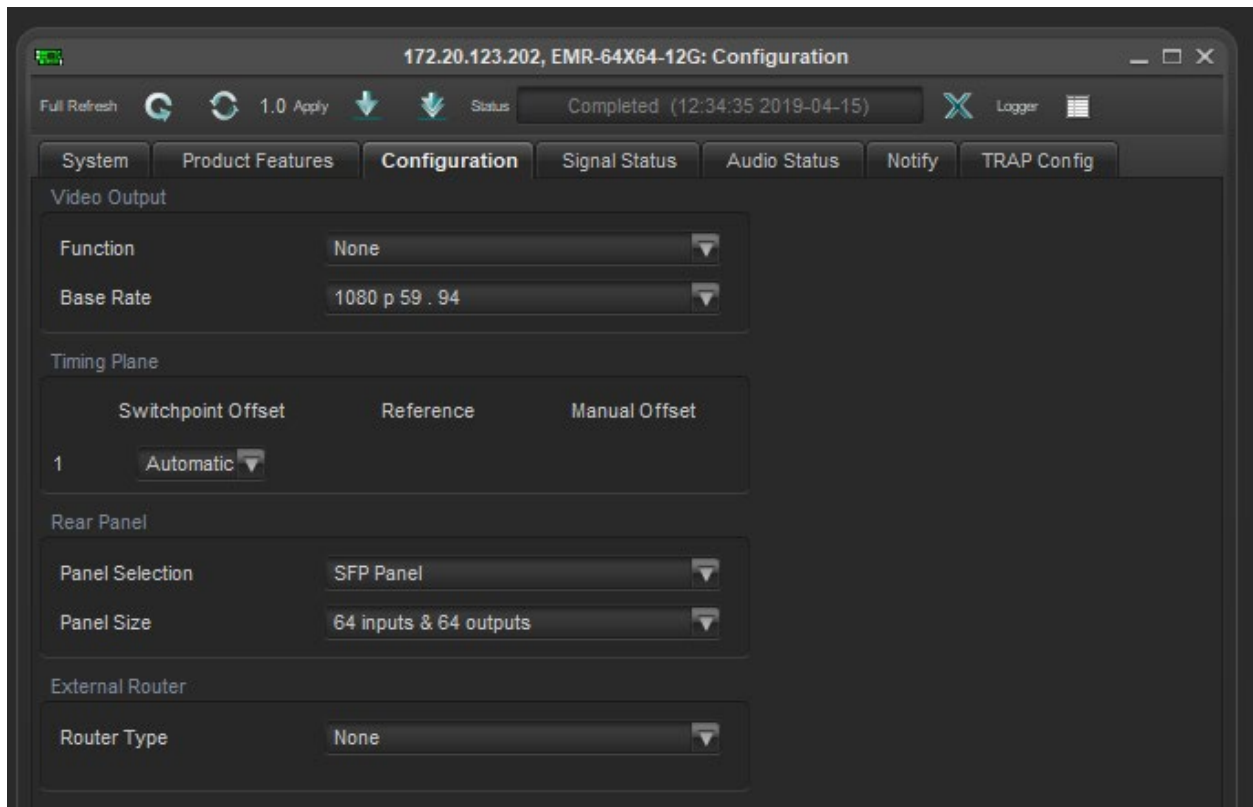 172.20.123.202, EMR-64X64-12G: Configuration
Full Refresh 1.0 Apply Status Completed (12:34:35 2019-04-15) Logger
System Product Features Configuration Signal Status Audio Status Notify TRAP Config
Video Output
Function None
Base Rate 1080 p 59 . 94
Timing Plane
Switchpoint Offset Reference Manual Offset
1 Automatic
Rear Panel
Panel Selection SFP Panel
Panel Size 64 inputs & 64 outputs
External Router
Router Type None